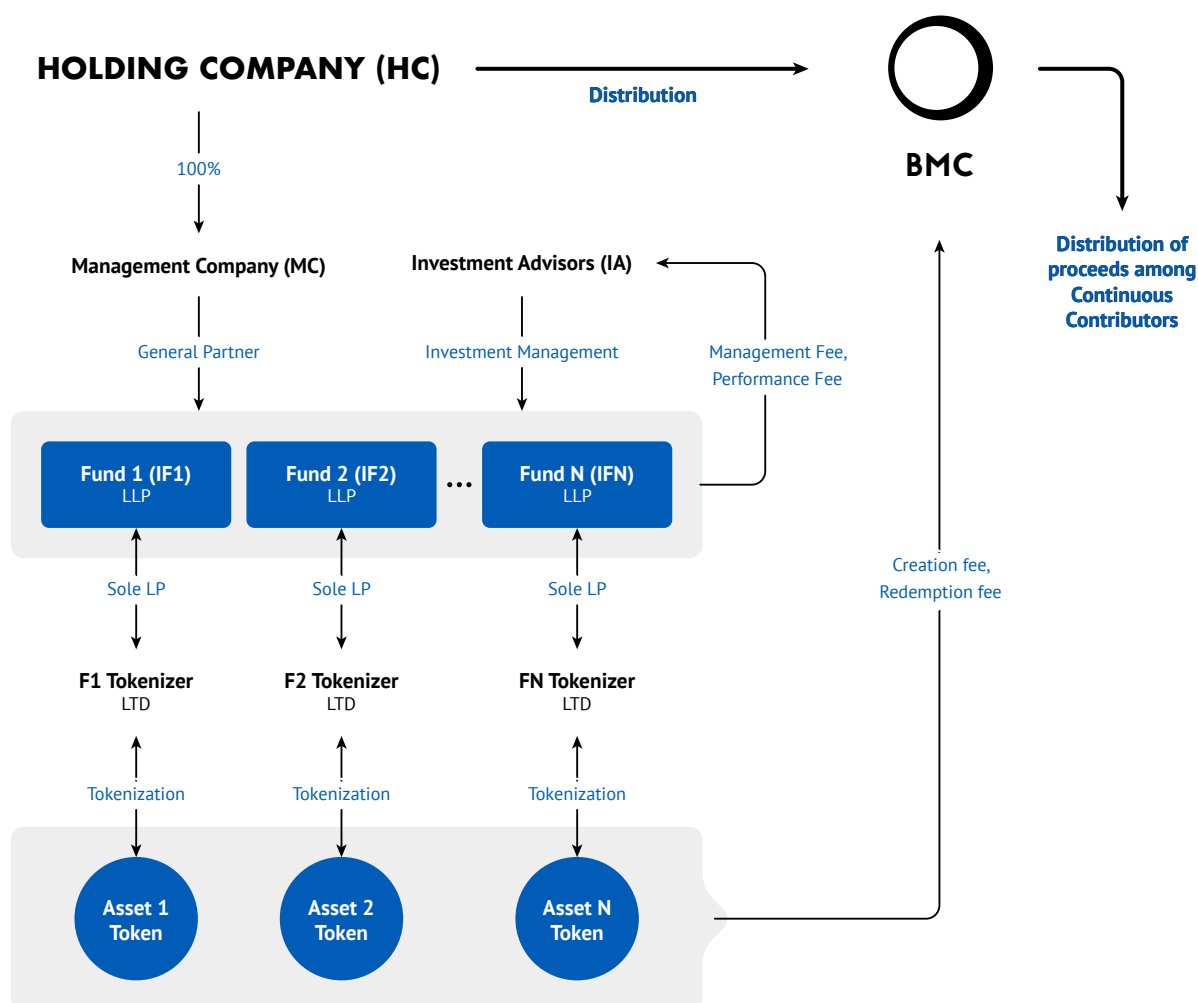 HOLDING COMPANY (HC)
Distribution
BMC
100%
Distribution of
proceeds among
Continuous
Contributors
Management Company (MC)
Investment Advisors (IA)
General Partner
Investment Management
Management Fee,
Performance Fee
Fund 1 (IF1)
LLP
Fund 2 (IF2)
LLP
...
Fund N (IFN)
LLP
Creation fee,
Redemption fee
Sole LP
Sole LP
Sole LP
F1 Tokenizer
LTD
F2 Tokenizer
LTD
FN Tokenizer
LTD
Tokenization
Tokenization
Tokenization
Asset 1
Token
Asset 2
Token
Asset N
Token